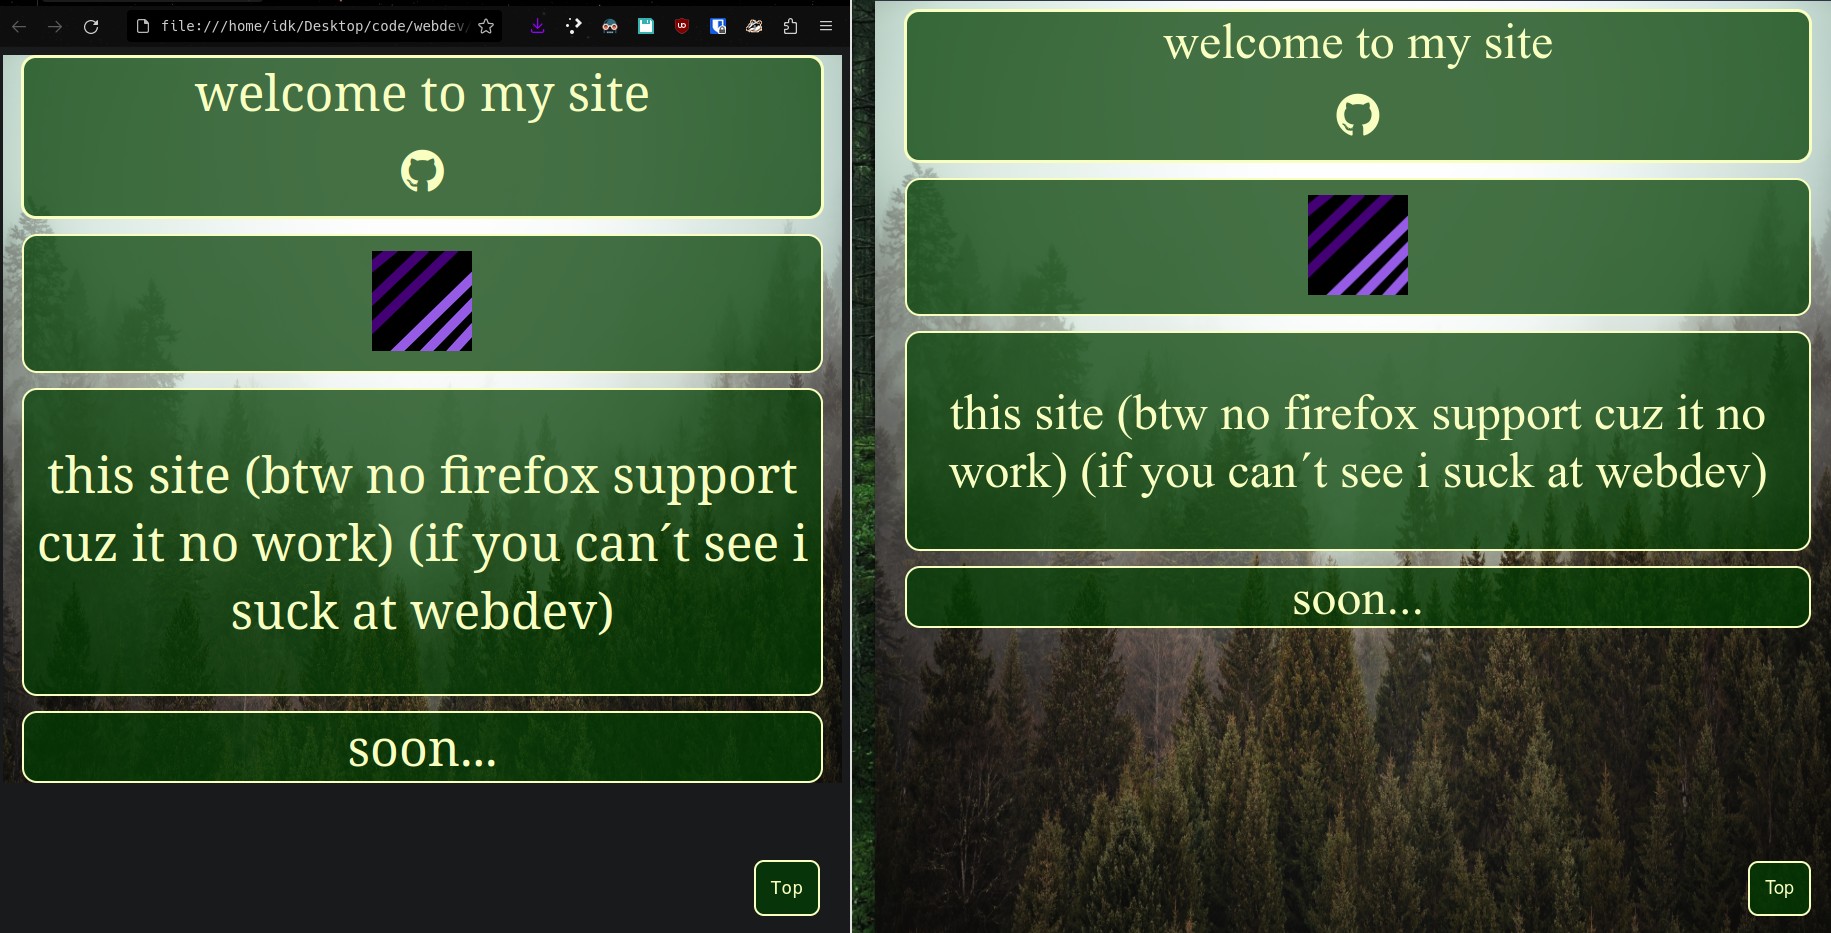 file:///home/idk/Desktop/code/webdev/
welcome to my site
this site (btw no firefox support
cuz it no work) (if you can´t see i
suck at webdev)
soon...
Top
welcome to my site
this site (btw no firefox support cuz it no
work) (if you can´t see i suck at webdev)
soon...
Top